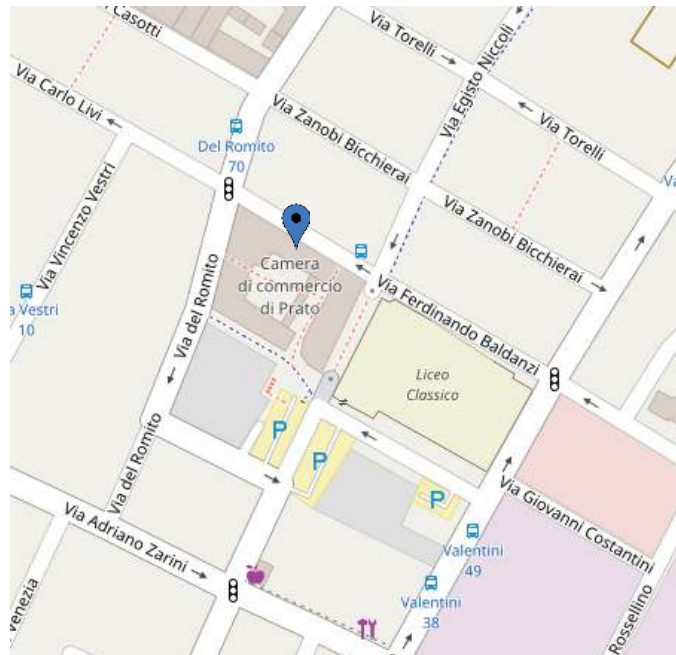 i Casotti
Via Torelli
Via Egisto Niccoli
Via Carlo Livi
Via Zanobi Bicchierai
Via Torelli
Del Romito
70
Via Vincenzo Vestri
Via Zanobi Bicchierai
Va
Camera
di commercio
di Prato
Via Ferdinando Baldanzi
a Vestri
10
Via del Romito
Liceo
Classico
P
P
P
Via del Romito
Via Giovanni Costantini
Via Adriano Zarini
Valentini
49
Valentini
38
venezia
Rossellino